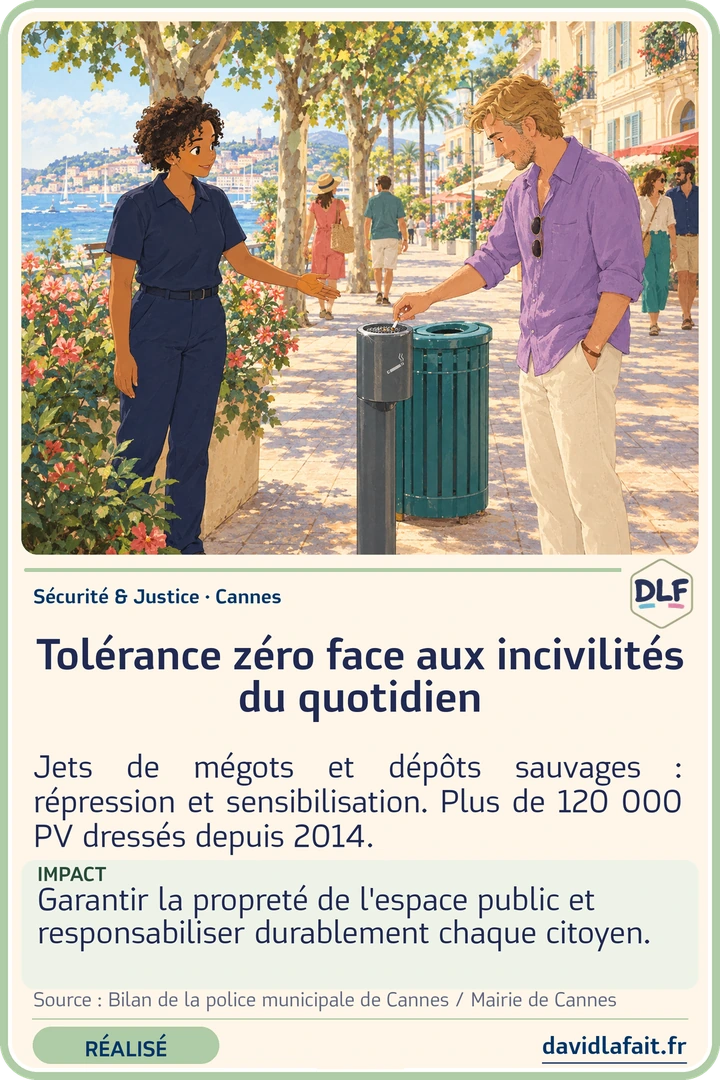 Sécurité & Justice · Cannes
DLF
Tolérance zéro face aux incivilités
du quotidien
Jets de mégots et dépôts sauvages :
répression et sensibilisation. Plus de 120 000
PV dressés depuis 2014.
IMPACT
Garantir la propreté de l'espace public et
responsabiliser durablement chaque citoyen.
Source : Bilan de la police municipale de Cannes / Mairie de Cannes
RÉALISÉ
davidlafait.fr